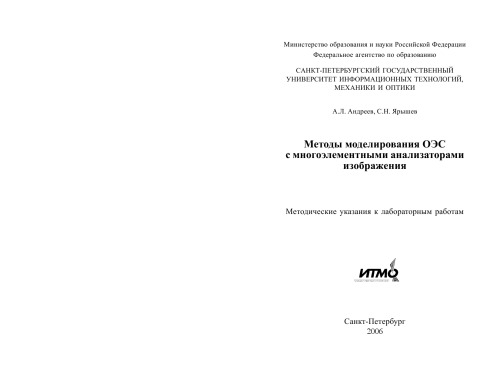 Министерство образования и науки Российской Федерации
Федеральное агентство по образованию
САНКТ-ПЕТЕРБУРГСКИЙ ГОСУДАРСТВЕННЫЙ
УНИВЕРСИТЕТ ИНФОРМАЦИОННЫХ ТЕХНОЛОГИЙ,
МЕХАНИКИ И ОПТИКИ
А.Л. Андреев, С.Н. Ярышев
Методы моделирования ОЭС
с многоэлементными анализаторами
изображения
Методические указания к лабораторным работам
ИТМО
Санкт-Петербург
2006